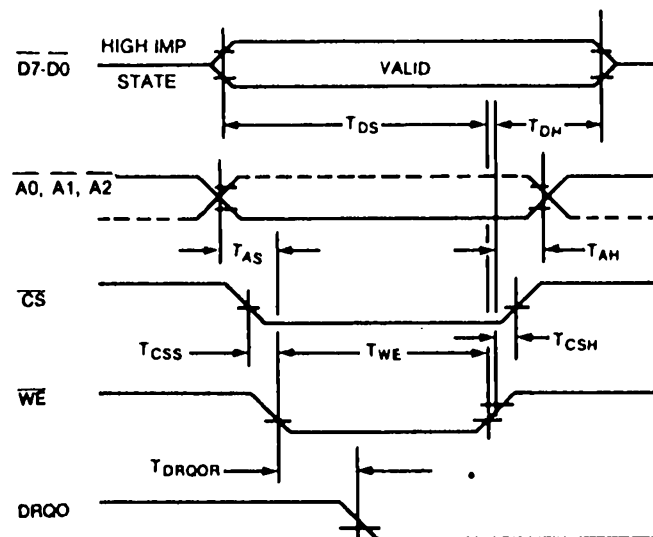 HIGH IMP
D7-D0
STATE
VALID
TDS
TDH
A0, A1, A2
TAS
TAH
CS
TCSS
TWE
TCSH
WE
TDRQOR
DRQO